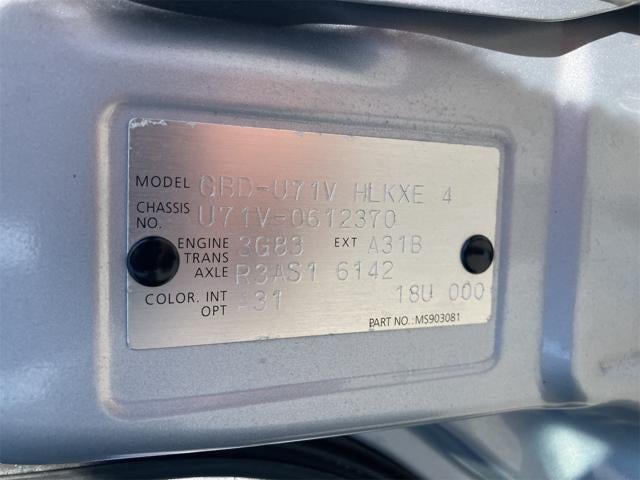 MODEL GBD-U71V HLKXE 4
CHASSIS NO. U71V-0612370
ENGINE 3G83 EXT A31B
TRANS AXLE R3AS1 6142
COLOR. INT OPT 31 18U 000
PART NO.:MS903081